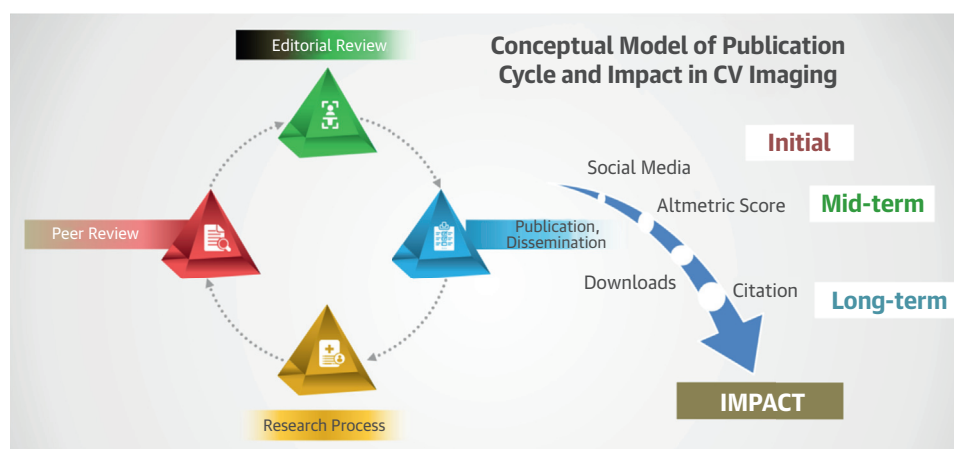 Editorial Review
Conceptual Model of Publication
Cycle and Impact in CV Imaging
Initial
Social Media
Altmetric Score
Mid-term
Peer Review
Publication,
Dissemination
Downloads
Citation
Long-term
IMPACT
Research Process